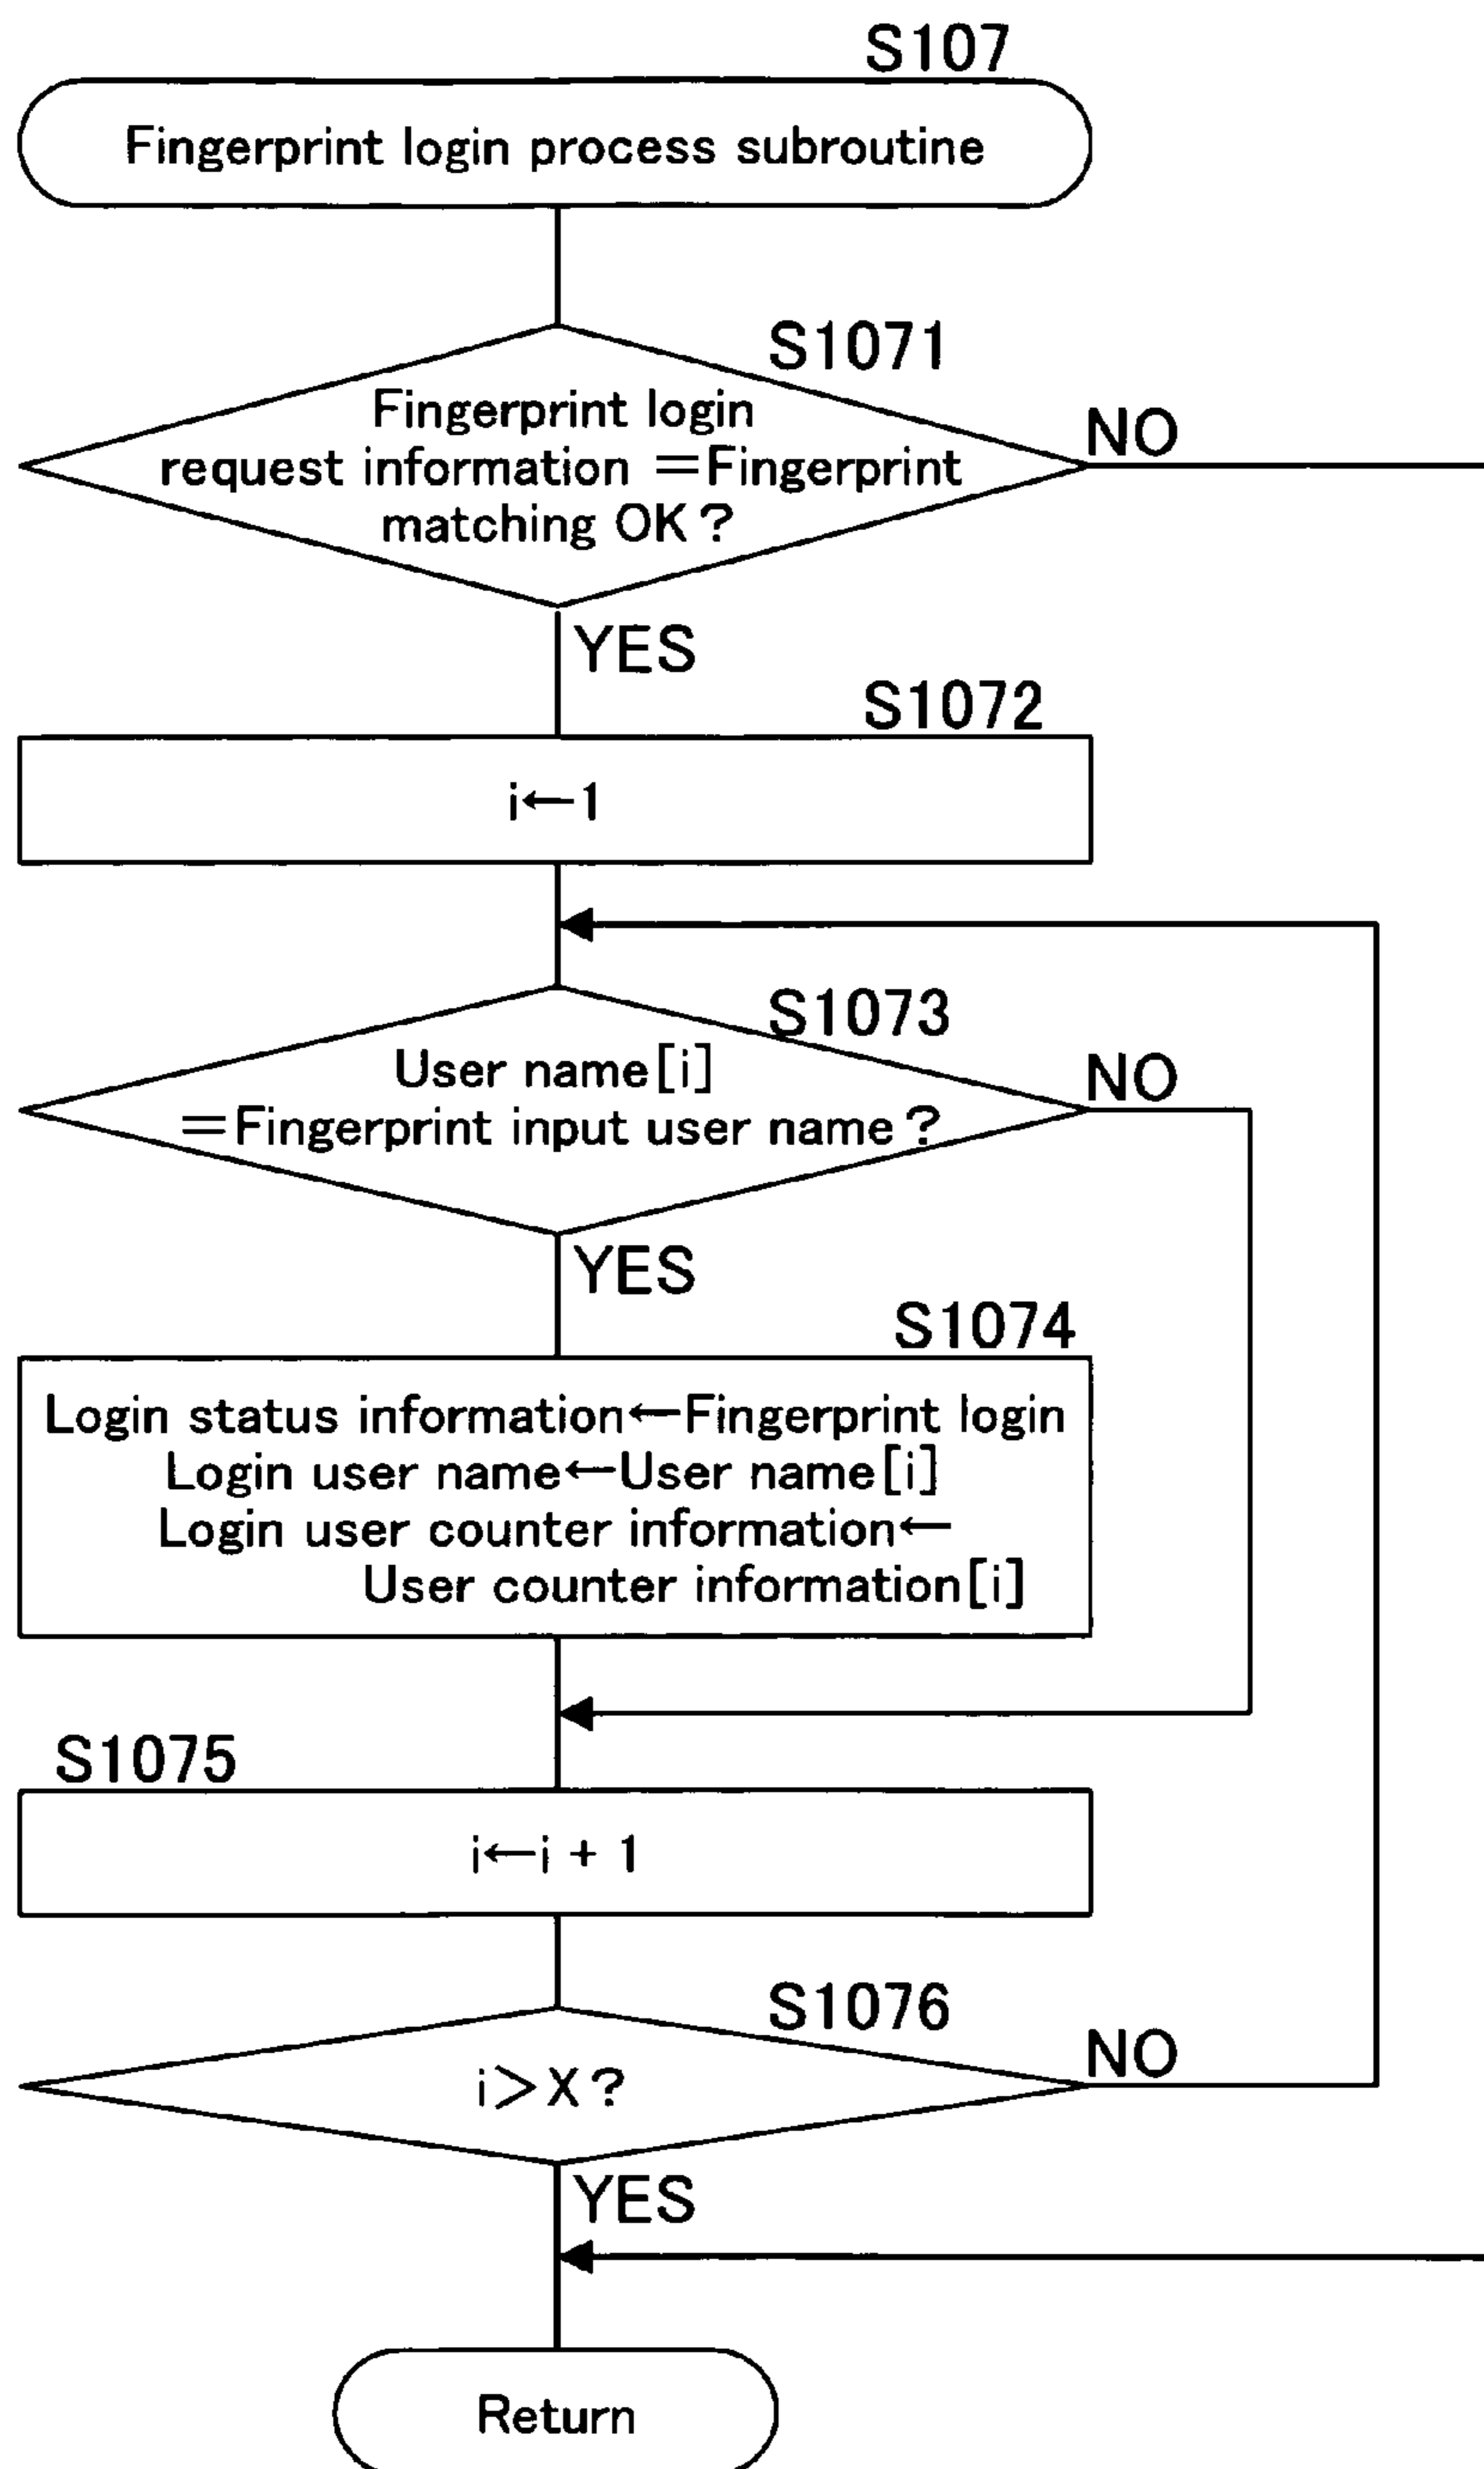 S107
Fingerprint login process subroutine
S1071
Fingerprint login
request information =Fingerprint
matching OK?
NO
YES
S1072
i←1
S1073
User name[i]
=Fingerprint input user name?
NO
YES
S1074
Login status information←Fingerprint login
Login user name←User name[i]
Login user counter information←
User counter information[i]
S1075
i←i + 1
S1076
i>X?
NO
YES
Return